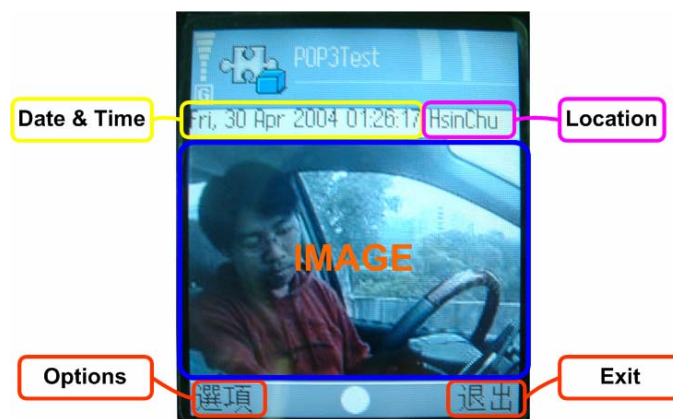 POP3Test
G
Date & Time
Fri, 30 Apr 2004 01:26:17 HsinChu
Location
IMAGE
Options
選項
退出
Exit